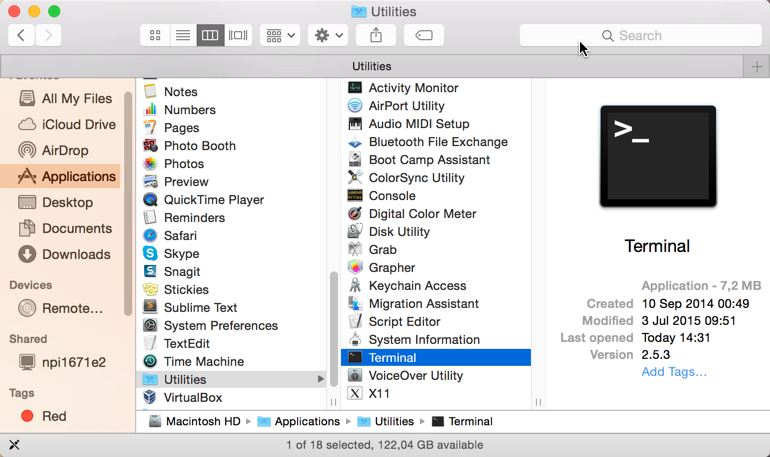 Utilities
Search
Utilities
Favorites
All My Files
iCloud Drive
AirDrop
Applications
Desktop
Documents
Downloads
Devices
Remote...
Shared
npi1671e2
Tags
Red
Notes
Numbers
Pages
Photo Booth
Photos
Preview
QuickTime Player
Reminders
Safari
Skype
Snagit
Stickies
Sublime Text
System Preferences
TextEdit
Time Machine
Utilities
VirtualBox
Activity Monitor
AirPort Utility
Audio MIDI Setup
Bluetooth File Exchange
Boot Camp Assistant
ColorSync Utility
Console
Digital Color Meter
Disk Utility
Grab
Grapher
Keychain Access
Migration Assistant
Script Editor
System Information
Terminal
VoiceOver Utility
X11
>_
Terminal
Application - 7,2 MB
Created 10 Sep 2014 00:49
Modified 3 Jul 2015 09:51
Last opened Today 14:31
Version 2.5.3
Add Tags...
Macintosh HD ▸ Applications ▸ Utilities ▸ Terminal
1 of 18 selected, 122,04 GB available